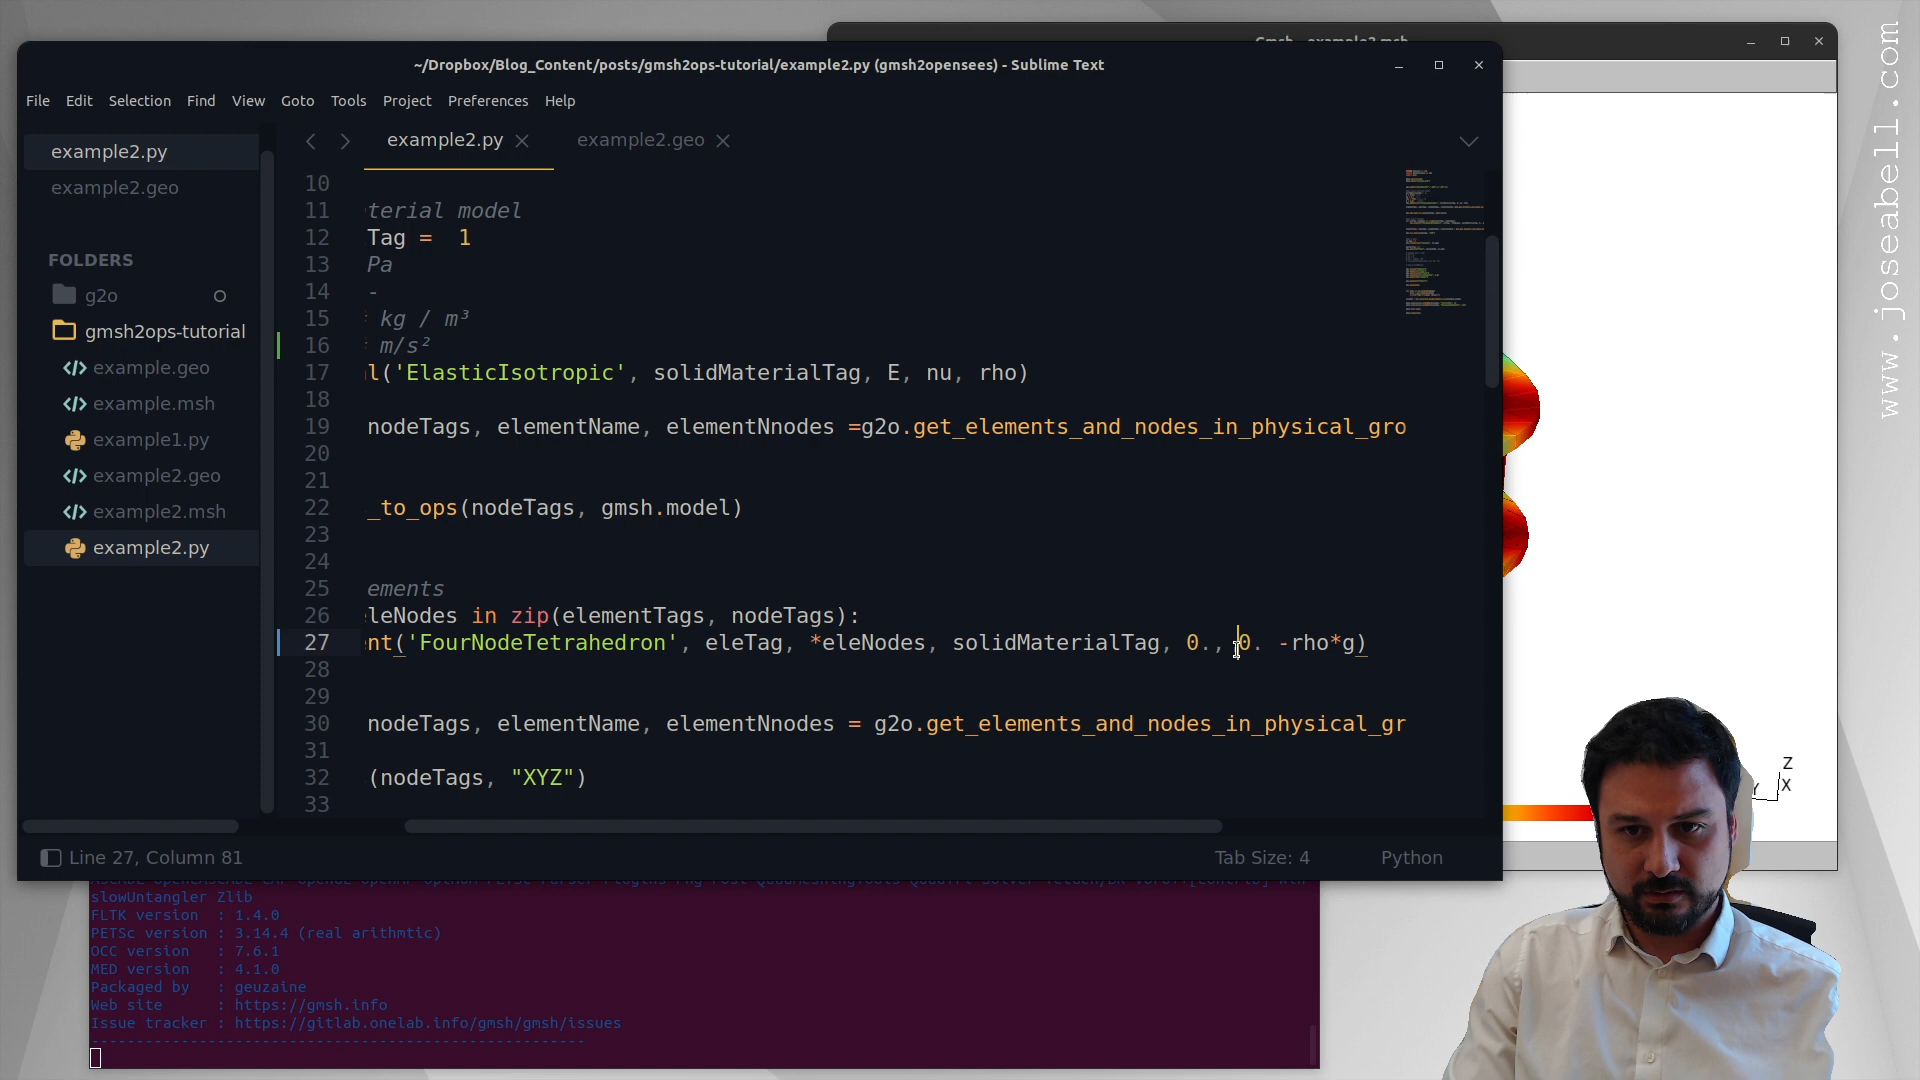 Gmsh - example2.msh
www.joseabell.com
~/Dropbox/Blog_Content/posts/gmsh2ops-tutorial/example2.py (gmsh2opensees) - Sublime Text
File Edit Selection Find View Goto Tools Project Preferences Help
example2.py example2.geo
example2.py
example2.geo
FOLDERS
g2o
gmsh2ops-tutorial
example.geo
example.msh
example1.py
example2.geo
example2.msh
example2.py
10
11 terial model
12 Tag = 1
13 Pa
14 -
15 kg / m³
16 m/s²
17 l('ElasticIsotropic', solidMaterialTag, E, nu, rho)
18
19 nodeTags, elementName, elementNnodes =g2o.get_elements_and_nodes_in_physical_gro
20
21
22 _to_ops(nodeTags, gmsh.model)
23
24
25 ements
26 eleNodes in zip(elementTags, nodeTags):
27 nt('FourNodeTetrahedron', eleTag, *eleNodes, solidMaterialTag, 0., 0. -rho*g)
28
29
30 nodeTags, elementName, elementNnodes = g2o.get_elements_and_nodes_in_physical_gr
31
32 (nodeTags, "XYZ")
33
Line 27, Column 81 Tab Size: 4 Python
Z
Y X
slowUntangler Zlib
FLTK version : 1.4.0
PETSc version : 3.14.4 (real arithmtic)
OCC version : 7.6.1
MED version : 4.1.0
Packaged by : geuzaine
Web site : https://gmsh.info
Issue tracker : https://gitlab.onelab.info/gmsh/gmsh/issues
-------------------------------------------------------